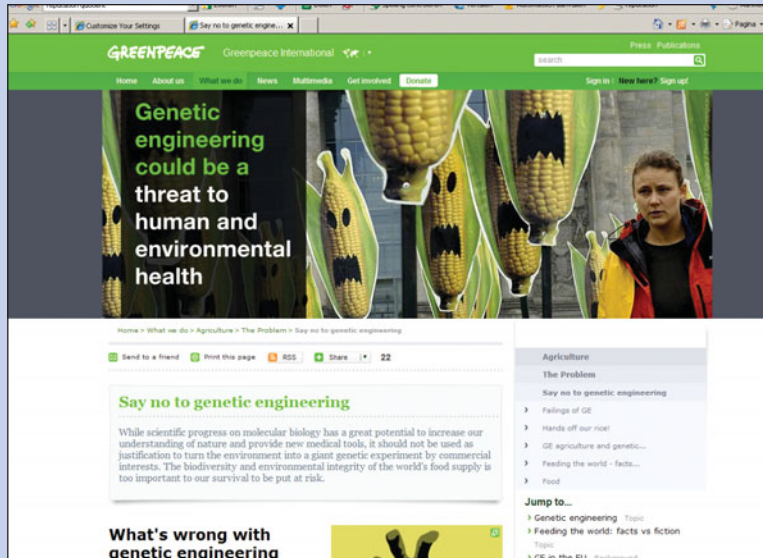 Customize Your Settings
Say no to genetic engine... x
Pagina
GREENPEACE Greenpeace International
Press Publications
search
Home About us What we do News Multimedia Get involved Donate
Sign in New here? Sign up!
Genetic
engineering
could be a
threat to
human and
environmental
health
Home > What we do > Agriculture > The Problem > Say no to genetic engineering
Send to a friend Print this page RSS Share 22
Say no to genetic engineering
While scientific progress on molecular biology has a great potential to increase our
understanding of nature and provide new medical tools, it should not be used as
justification to turn the environment into a giant genetic experiment by commercial
interests. The biodiversity and environmental integrity of the world's food supply is
too important to our survival to be put at risk.
What's wrong with
genetic engineering
Agriculture
The Problem
Say no to genetic engineering
Failings of GE
Hands off our rice!
GE agriculture and genetic...
Feeding the world - facts...
Food
Jump to...
Genetic engineering Topic
Feeding the world: facts vs fiction
Topic
GE in the EU Background